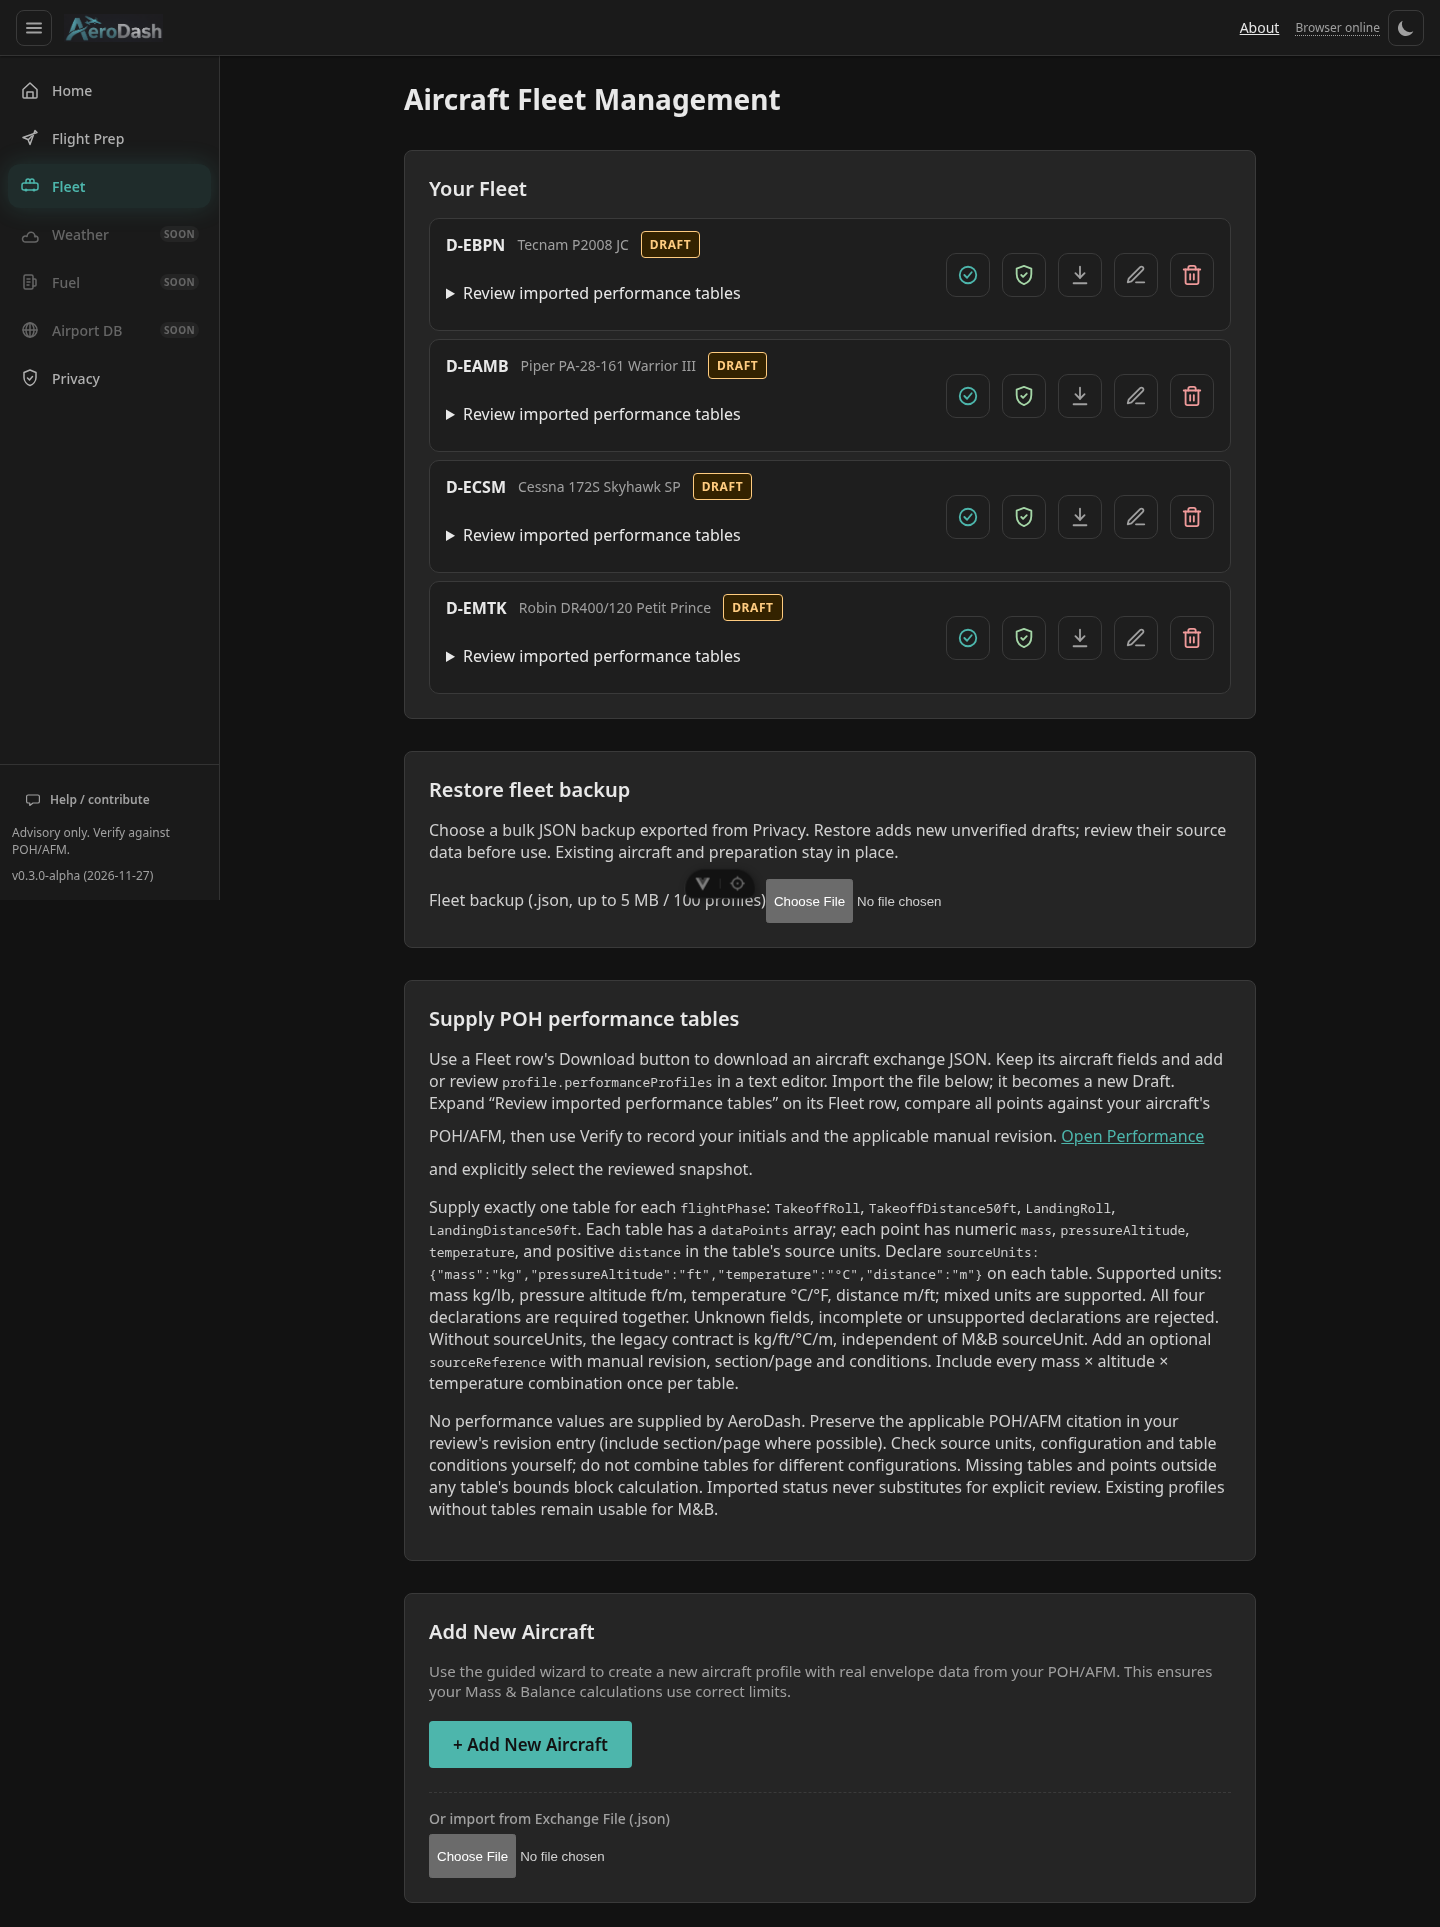 AeroDash
About
Browser online
Home
Flight Prep
Fleet
Weather SOON
Fuel SOON
Airport DB SOON
Privacy
Help / contribute
Advisory only. Verify against
POH/AFM.
v0.3.0-alpha (2026-11-27)
Aircraft Fleet Management
Your Fleet
D-EBPN Tecnam P2008 JC DRAFT
Review imported performance tables
D-EAMB Piper PA-28-161 Warrior III DRAFT
Review imported performance tables
D-ECSM Cessna 172S Skyhawk SP DRAFT
Review imported performance tables
D-EMTK Robin DR400/120 Petit Prince DRAFT
Review imported performance tables
Restore fleet backup
Choose a bulk JSON backup exported from Privacy. Restore adds new unverified drafts; review their source
data before use. Existing aircraft and preparation stay in place.
Fleet backup (.json, up to 5 MB / 100 profiles) Choose File No file chosen
Supply POH performance tables
Use a Fleet row's Download button to download an aircraft exchange JSON. Keep its aircraft fields and add
or review profile.performanceProfiles in a text editor. Import the file below; it becomes a new Draft.
Expand “Review imported performance tables” on its Fleet row, compare all points against your aircraft's
POH/AFM, then use Verify to record your initials and the applicable manual revision. Open Performance
and explicitly select the reviewed snapshot.
Supply exactly one table for each flightPhase: TakeoffRoll, TakeoffDistance50ft, LandingRoll,
LandingDistance50ft. Each table has a dataPoints array; each point has numeric mass, pressureAltitude,
temperature, and positive distance in the table's source units. Declare sourceUnits:
{"mass":"kg","pressureAltitude":"ft","temperature":"°C","distance":"m"} on each table. Supported units:
mass kg/lb, pressure altitude ft/m, temperature °C/°F, distance m/ft; mixed units are supported. All four
declarations are required together. Unknown fields, incomplete or unsupported declarations are rejected.
Without sourceUnits, the legacy contract is kg/ft/°C/m, independent of M&B sourceUnit. Add an optional
sourceReference with manual revision, section/page and conditions. Include every mass × altitude ×
temperature combination once per table.
No performance values are supplied by AeroDash. Preserve the applicable POH/AFM citation in your
review's revision entry (include section/page where possible). Check source units, configuration and table
conditions yourself; do not combine tables for different configurations. Missing tables and points outside
any table's bounds block calculation. Imported status never substitutes for explicit review. Existing profiles
without tables remain usable for M&B.
Add New Aircraft
Use the guided wizard to create a new aircraft profile with real envelope data from your POH/AFM. This ensures
your Mass & Balance calculations use correct limits.
+ Add New Aircraft
Or import from Exchange File (.json)
Choose File No file chosen